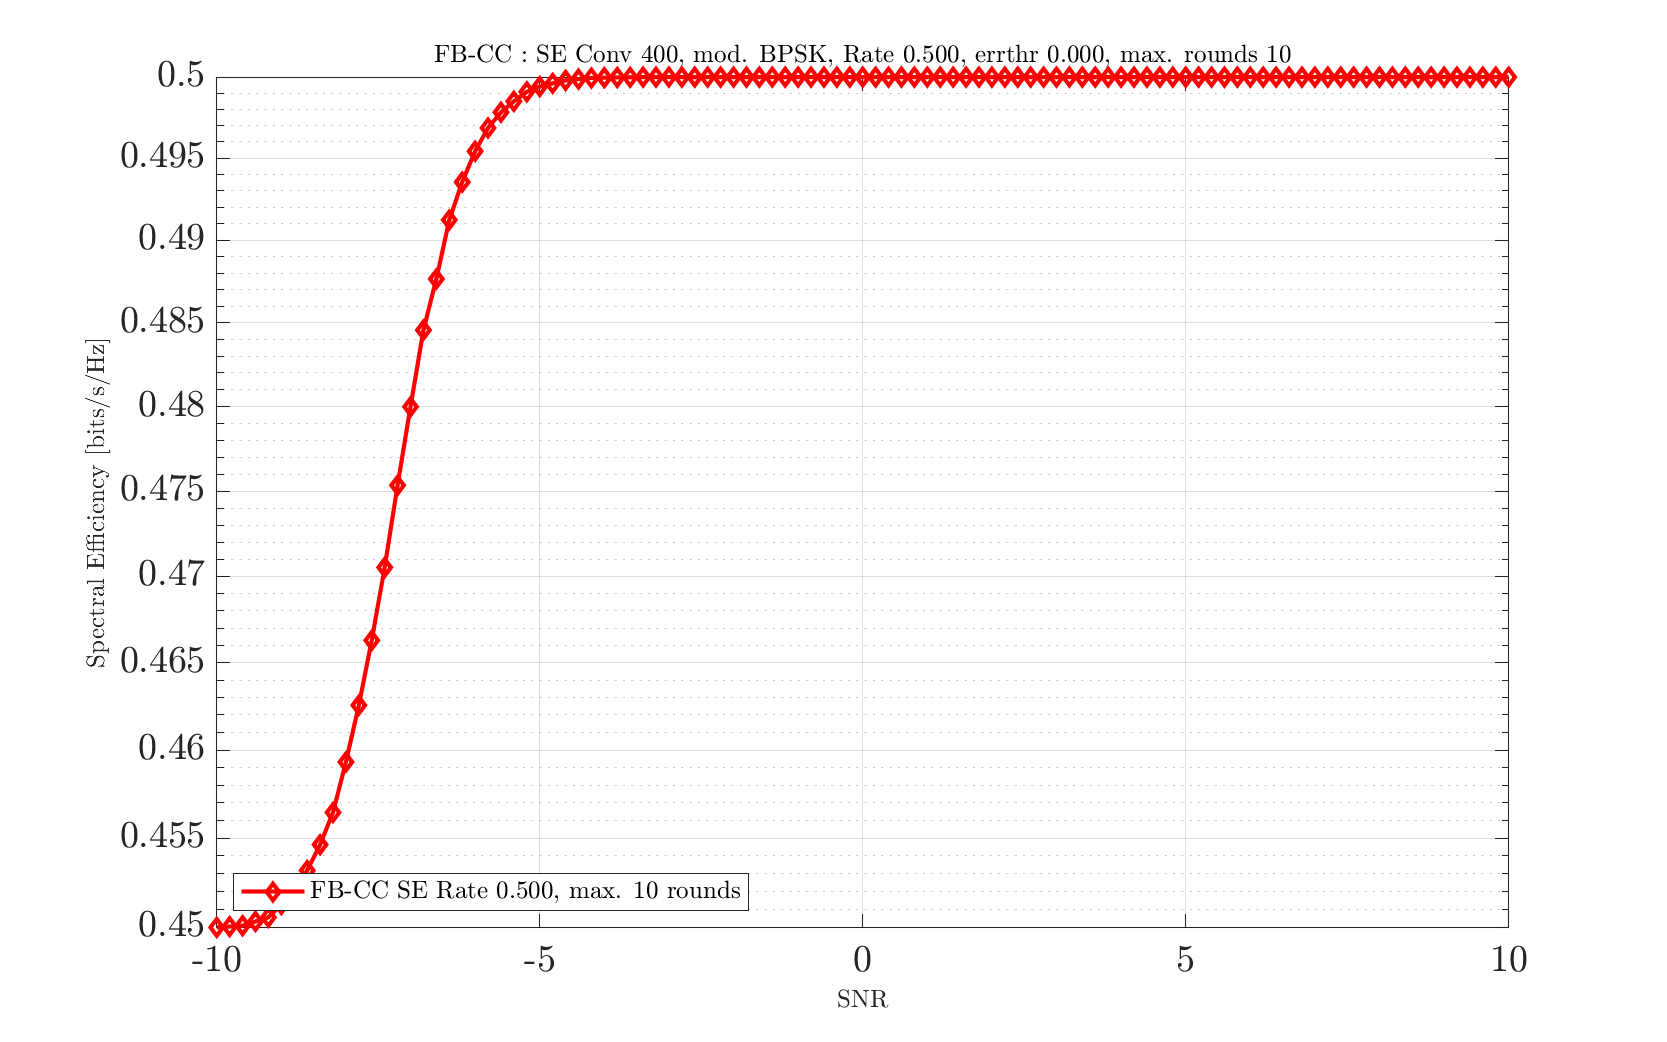 FB-CC : SE Conv 400, mod. BPSK, Rate 0.500, errthr 0.000, max. rounds 10
0.5
0.495
0.49
0.485
0.48
0.475
0.47
0.465
0.46
0.455
0.45
Spectral Efficiency [bits/s/Hz]
FB-CC SE Rate 0.500, max. 10 rounds
-10 -5 0 5 10
SNR